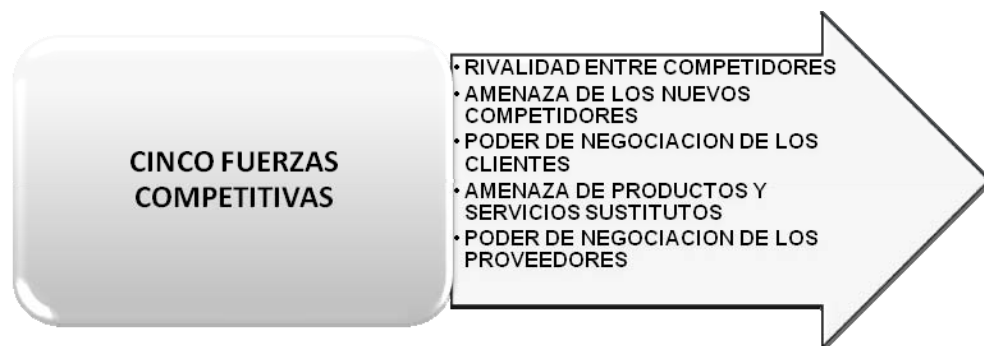 CINCO FUERZAS
COMPETITIVAS
• RIVALIDAD ENTRE COMPETIDORES
• AMENAZA DE LOS NUEVOS
COMPETIDORES
• PODER DE NEGOCIACION DE LOS
CLIENTES
• AMENAZA DE PRODUCTOS Y
SERVICIOS SUSTITUTOS
• PODER DE NEGOCIACION DE LOS
PROVEEDORES